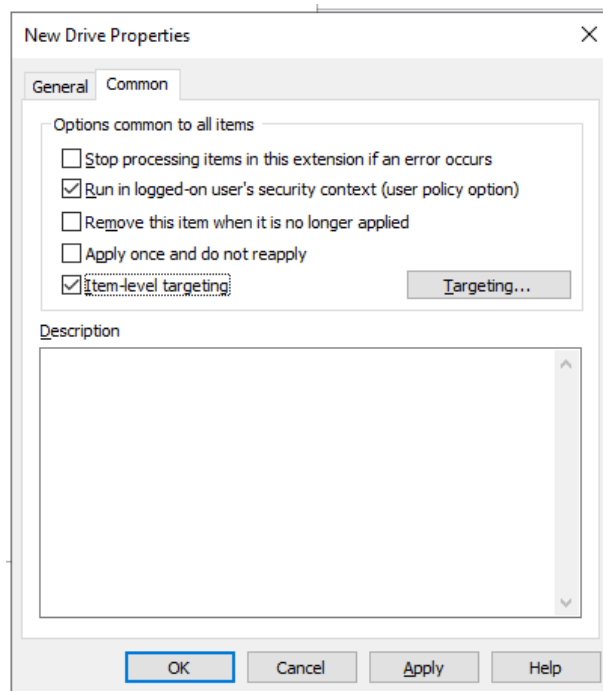 New Drive Properties
General Common
Options common to all items
Stop processing items in this extension if an error occurs
Run in logged-on user's security context (user policy option)
Remove this item when it is no longer applied
Apply once and do not reapply
Item-level targeting Targeting...
Description
OK Cancel Apply Help